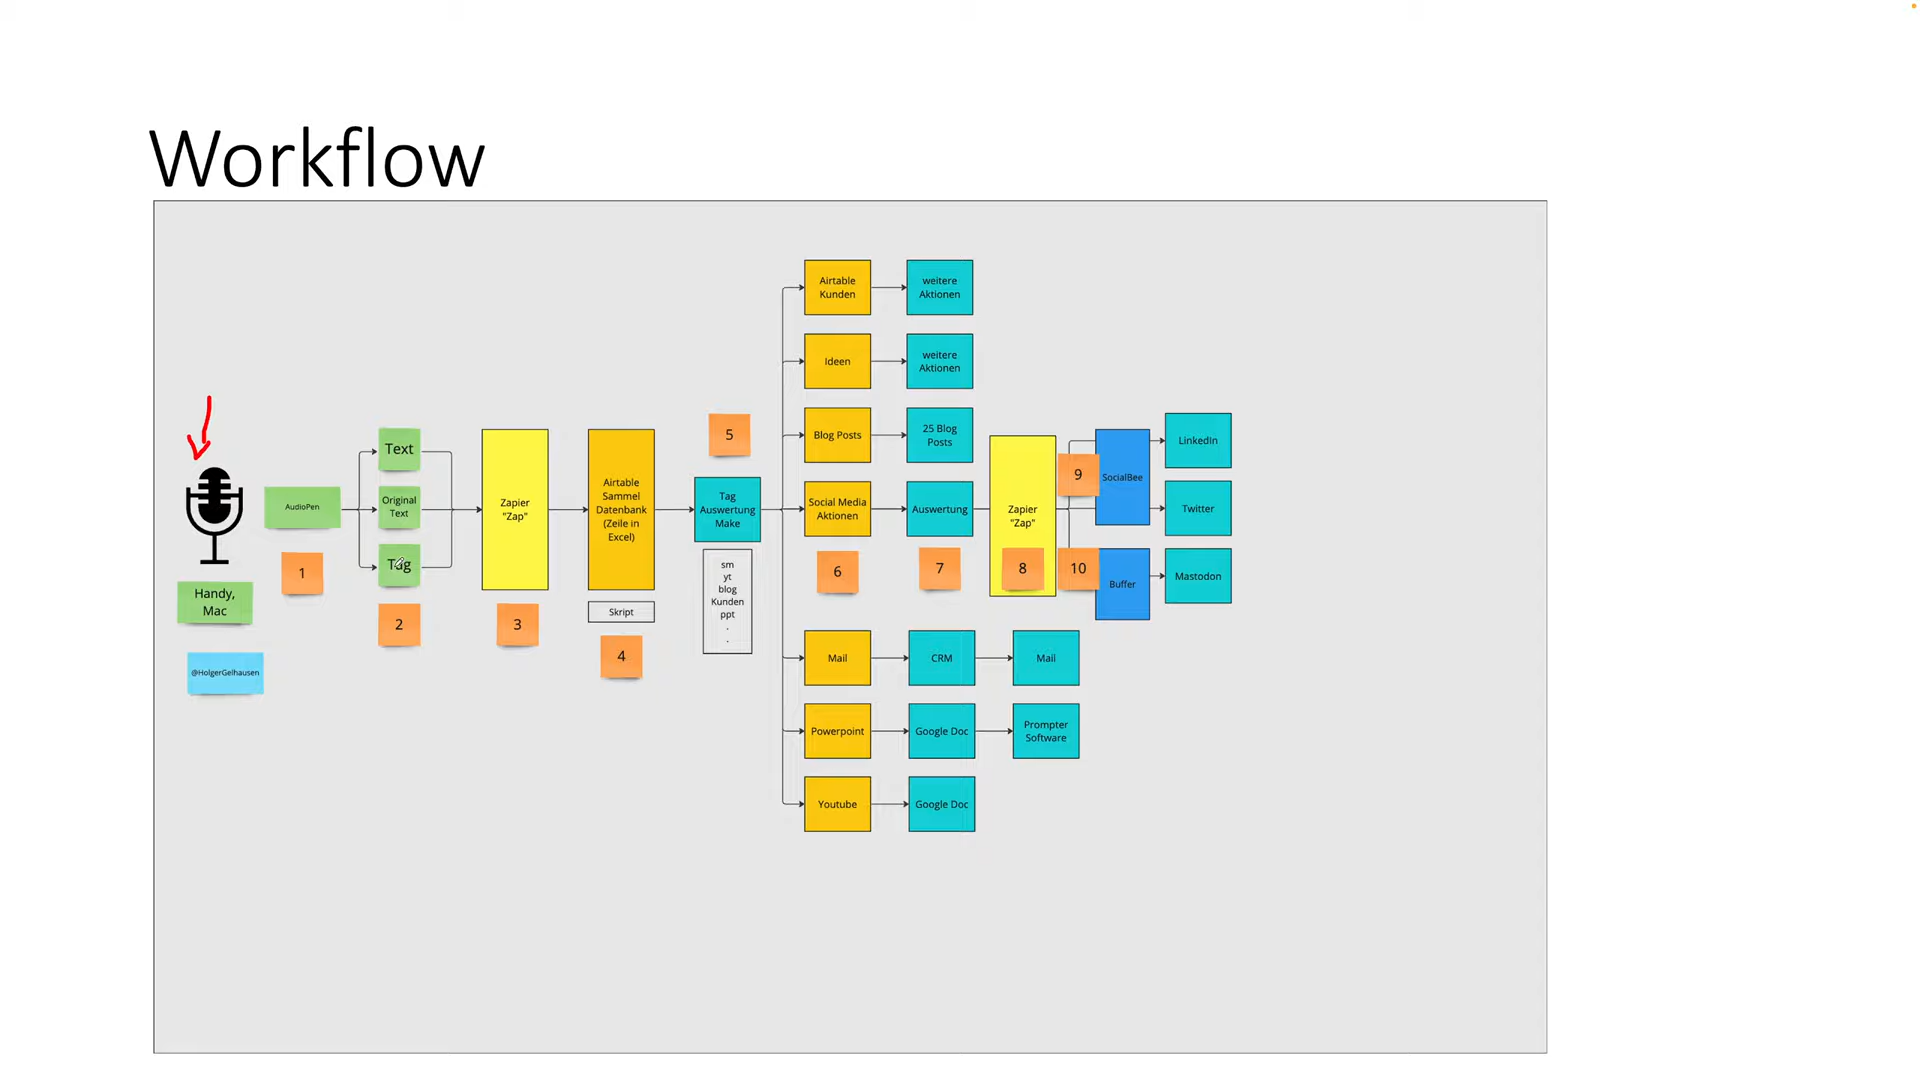 Workflow
Airtable
Kunden
weitere
Aktionen
Ideen
weitere
Aktionen
Blog Posts
25 Blog
Posts
Social Media
Aktionen
Auswertung
6
7
Handy,
Mac
@HolgerGelhausen
AudioPen
1
Text
Original
Text
Tag
2
Zapier
"Zap"
3
Airtable
Sammel
Datenbank
(Zeile in
Excel)
Skript
4
5
Tag
Auswertung
Make
sm
yt
blog
Kunden
ppt
.
.
Zapier
"Zap"
8
9
10
SocialBee
Buffer
LinkedIn
Twitter
Mastodon
Mail
CRM
Mail
Powerpoint
Google Doc
Prompter
Software
Youtube
Google Doc